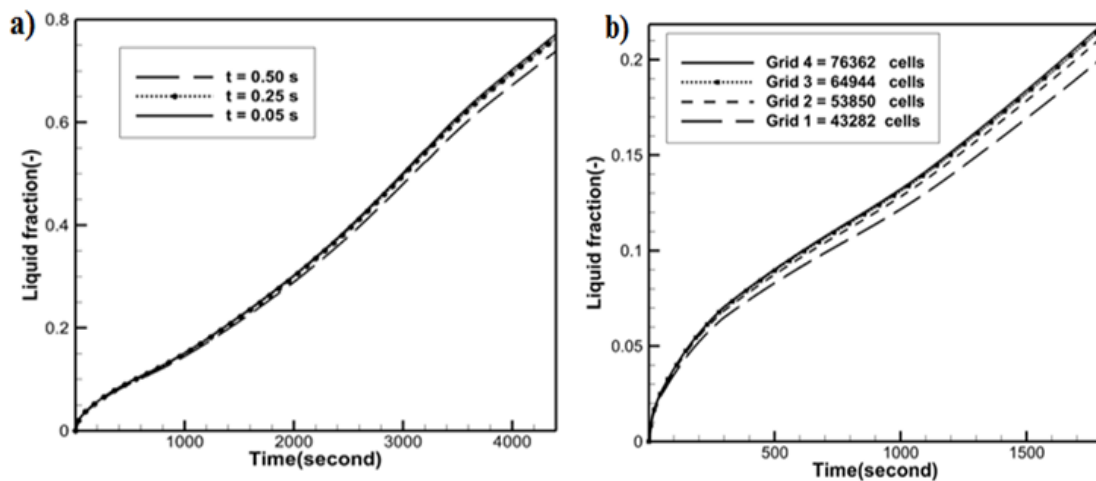 a)
0.8
0.6
0.4
0.2
0
Liquid fraction(-)
t = 0.50 s
t = 0.25 s
t = 0.05 s
1000 2000 3000 4000
Time(second)
b)
0.2
0.15
0.1
0.05
0
Liquid fraction(-)
Grid 4 = 76362 cells
Grid 3 = 64944 cells
Grid 2 = 53850 cells
Grid 1 = 43282 cells
500 1000 1500
Time(second)